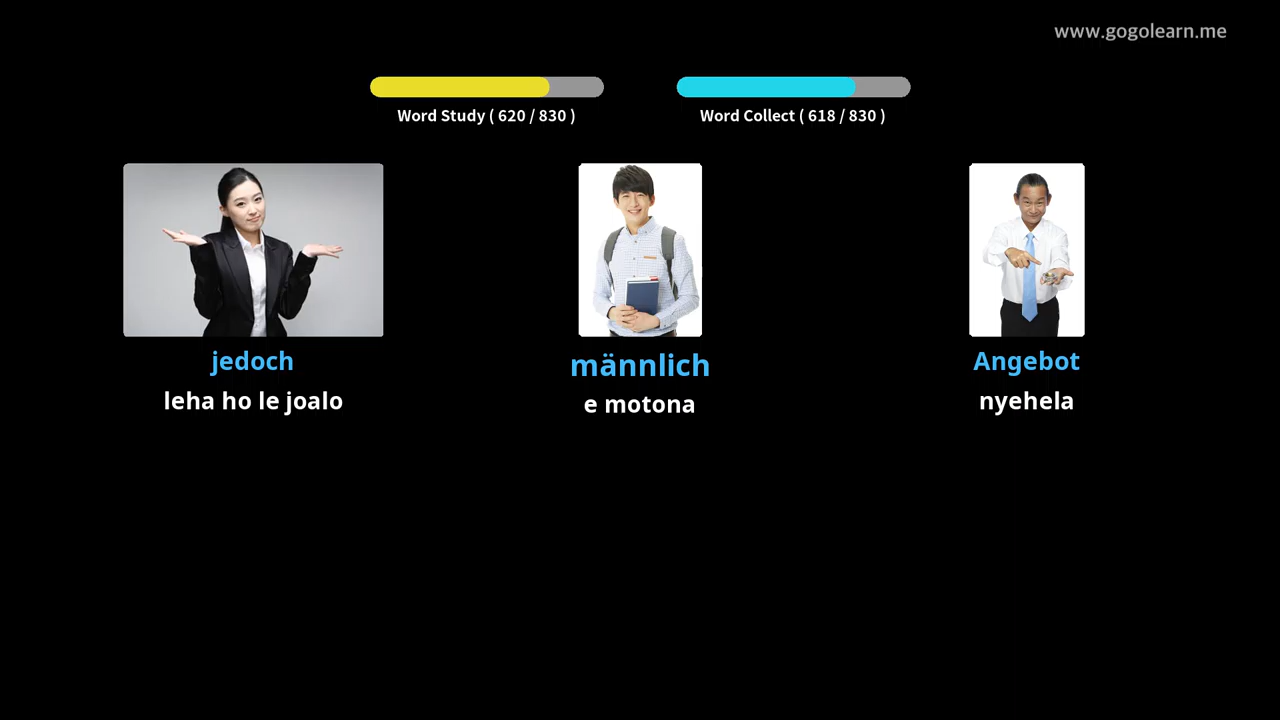 www.gogolearn.me
Word Study ( 620 / 830 )
Word Collect ( 618 / 830 )
jedoch
leha ho le joalo
männlich
e motona
Angebot
nyehela